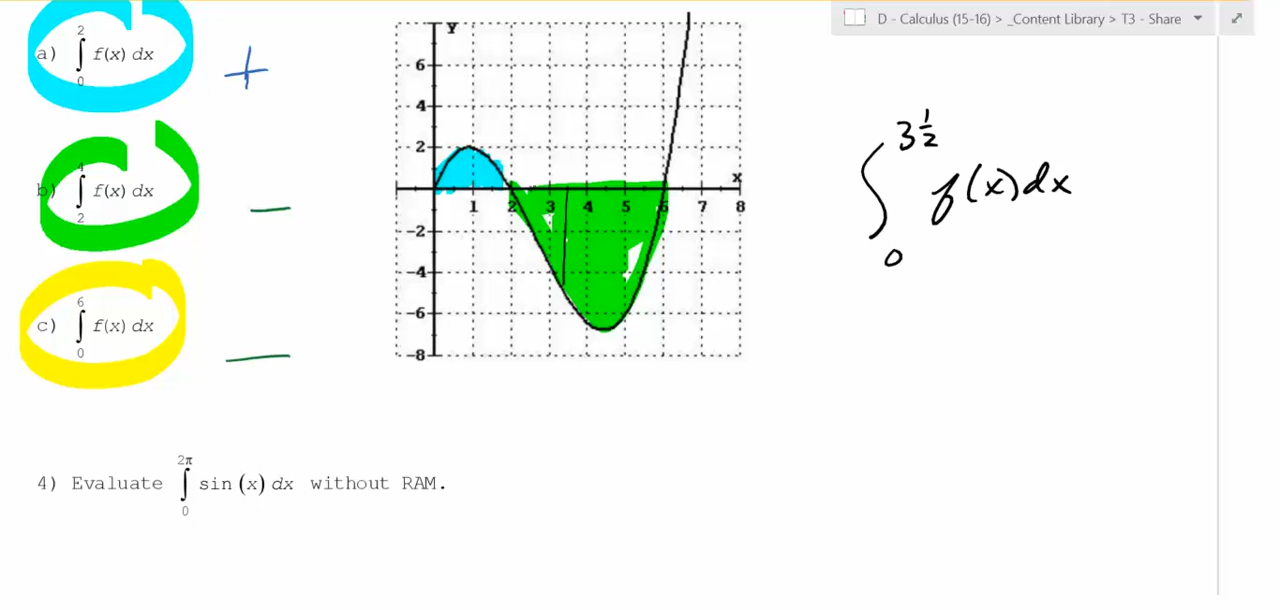 D - Calculus (15-16) > _Content Library > T3 - Share
a) ∫₀² f(x) dx
+
b) ∫₂⁴ f(x) dx
−
c) ∫₀⁶ f(x) dx
−
Y
6
4
2
x
1 2 3 4 5 6 7 8
-2
-4
-6
-8
∫₀^{3 1/2} f(x) dx
4) Evaluate ∫₀^{2π} sin (x) dx without RAM.